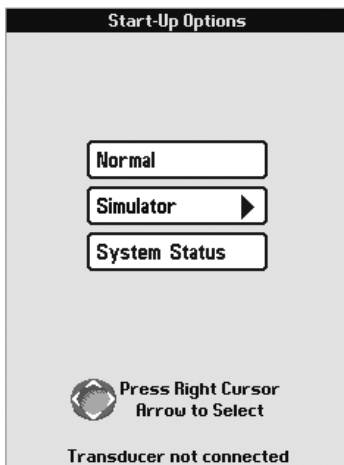 Start-Up Options
Normal
Simulator
System Status
Press Right Cursor
Arrow to Select
Transducer not connected